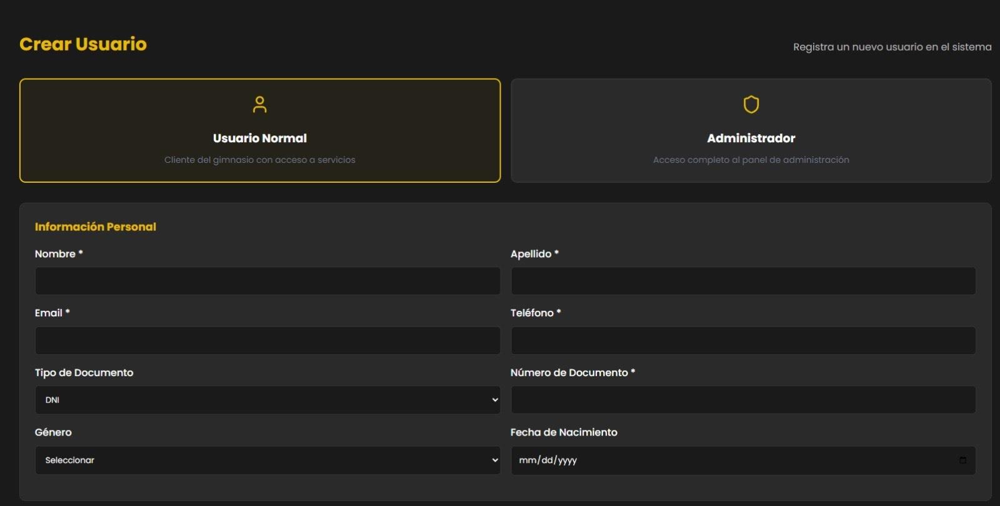 Crear Usuario
Registra un nuevo usuario en el sistema
Usuario Normal
Cliente del gimnasio con acceso a servicios
Administrador
Acceso completo al panel de administración
Información Personal
Nombre *
Apellido *
Email *
Teléfono *
Tipo de Documento
Número de Documento *
DNI
Género
Fecha de Nacimiento
Seleccionar
mm/dd/yyyy